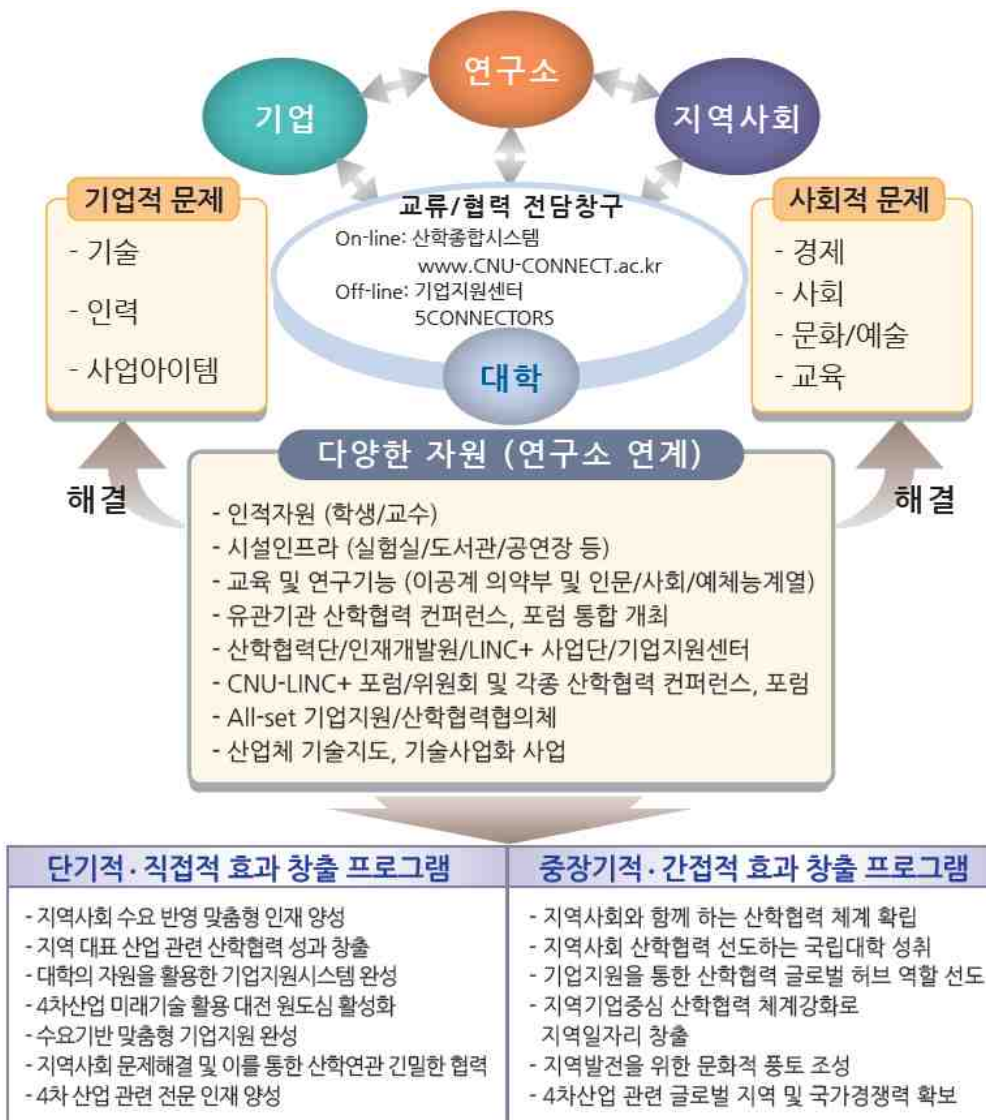 연구소
기업
지역사회
기업적 문제
- 기술
- 인력
- 사업아이템
교류/협력 전담창구
On-line: 산학종합시스템
www.CNU-CONNECT.ac.kr
Off-line: 기업지원센터
5CONNECTORS
대학
사회적 문제
- 경제
- 사회
- 문화/예술
- 교육
해결
해결
다양한 자원 (연구소 연계)
- 인적자원 (학생/교수)
- 시설인프라 (실험실/도서관/공연장 등)
- 교육 및 연구기능 (이공계 의약부 및 인문/사회/예체능계열)
- 유관기관 산학협력 컨퍼런스, 포럼 통합 개최
- 산학협력단/인재개발원/LINC+ 사업단/기업지원센터
- CNU-LINC+ 포럼/위원회 및 각종 산학협력 컨퍼런스, 포럼
- All-set 기업지원/산학협력협의체
- 산업체 기술지도, 기술사업화 사업
단기적·직접적 효과 창출 프로그램
- 지역사회 수요 반영 맞춤형 인재 양성
- 지역 대표 산업 관련 산학협력 성과 창출
- 대학의 자원을 활용한 기업지원시스템 완성
- 4차산업 미래기술 활용 대전 원도심 활성화
- 수요기반 맞춤형 기업지원 완성
- 지역사회 문제해결 및 이를 통한 산학연관 긴밀한 협력
- 4차 산업 관련 전문 인재 양성
중장기적·간접적 효과 창출 프로그램
- 지역사회와 함께 하는 산학협력 체계 확립
- 지역사회 산학협력 선도하는 국립대학 성취
- 기업지원을 통한 산학협력 글로벌 허브 역할 선도
- 지역기업중심 산학협력 체계강화로
지역일자리 창출
- 지역발전을 위한 문화적 풍토 조성
- 4차산업 관련 글로벌 지역 및 국가경쟁력 확보